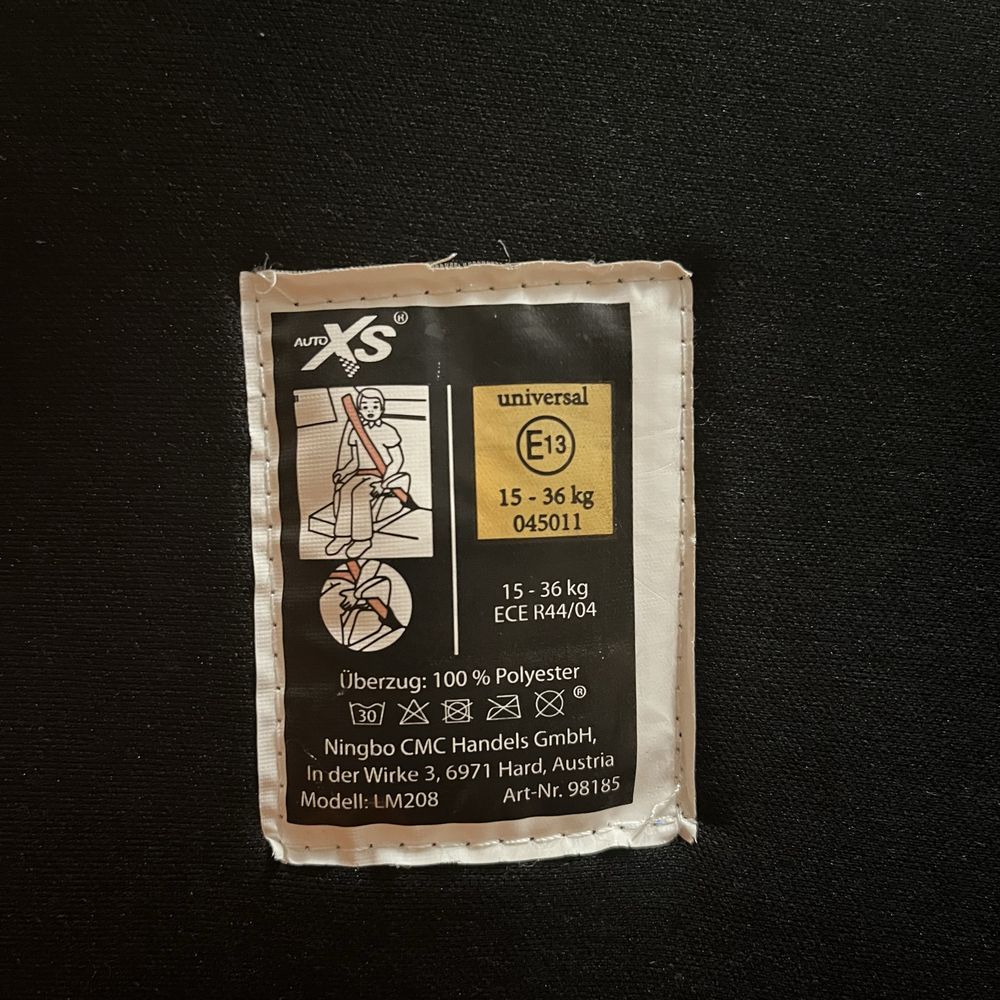 AUTO XS ®
universal
E13
15 - 36 kg
045011
15 - 36 kg
ECE R44/04
Überzug: 100 % Polyester
30 ®
Ningbo CMC Handels GmbH,
In der Wirke 3, 6971 Hard, Austria
Modell: LM208 Art-Nr. 98185